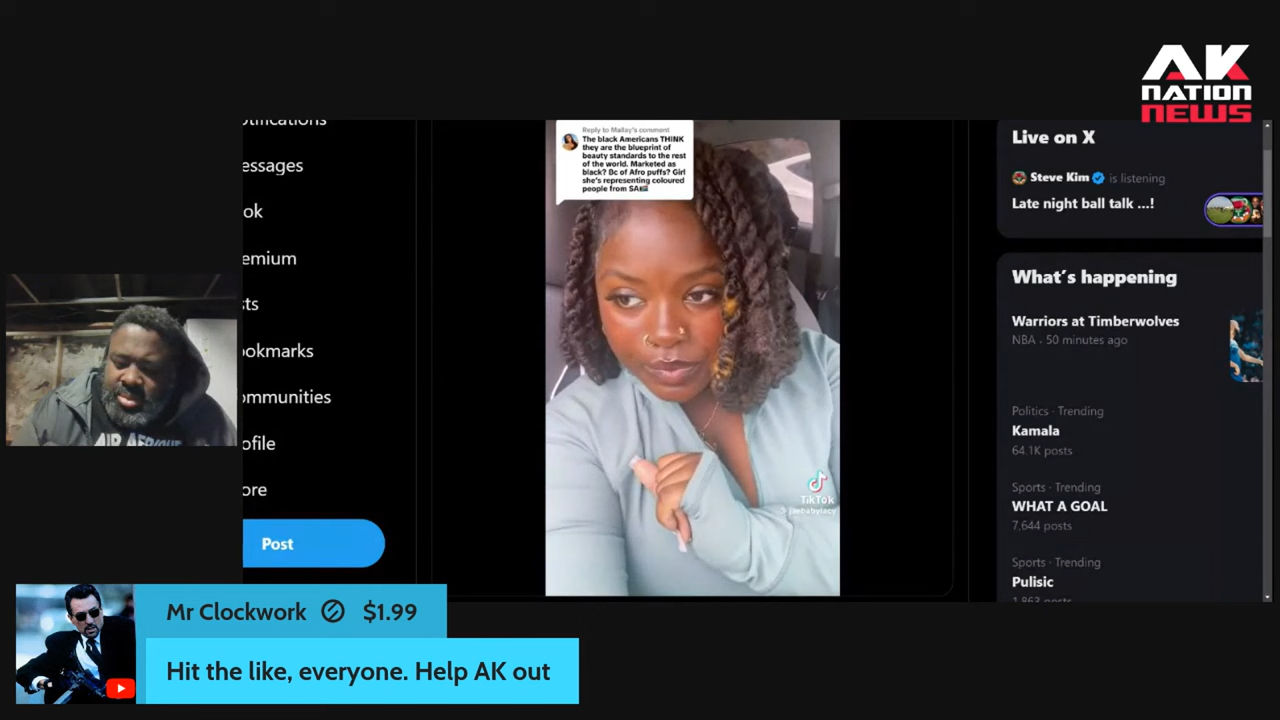 AK
NATION
NEWS
otifications
essages
ok
emium
sts
ookmarks
ommunities
ofile
ore
Post
Reply to Mallay's comment
The black Americans THINK
they are the blueprint of
beauty standards to the rest
of the world. Marketed as
black? Bc of Afro puffs? Girl
she's representing coloured
people from SA
TikTok
Live on X
Steve Kim is listening
Late night ball talk ...!
What's happening
Warriors at Timberwolves
NBA · 50 minutes ago
Politics · Trending
Kamala
64.1K posts
Sports · Trending
WHAT A GOAL
7,644 posts
Sports · Trending
Pulisic
1,863 posts
AIR AFRIQUE
Mr Clockwork $1.99
Hit the like, everyone. Help AK out